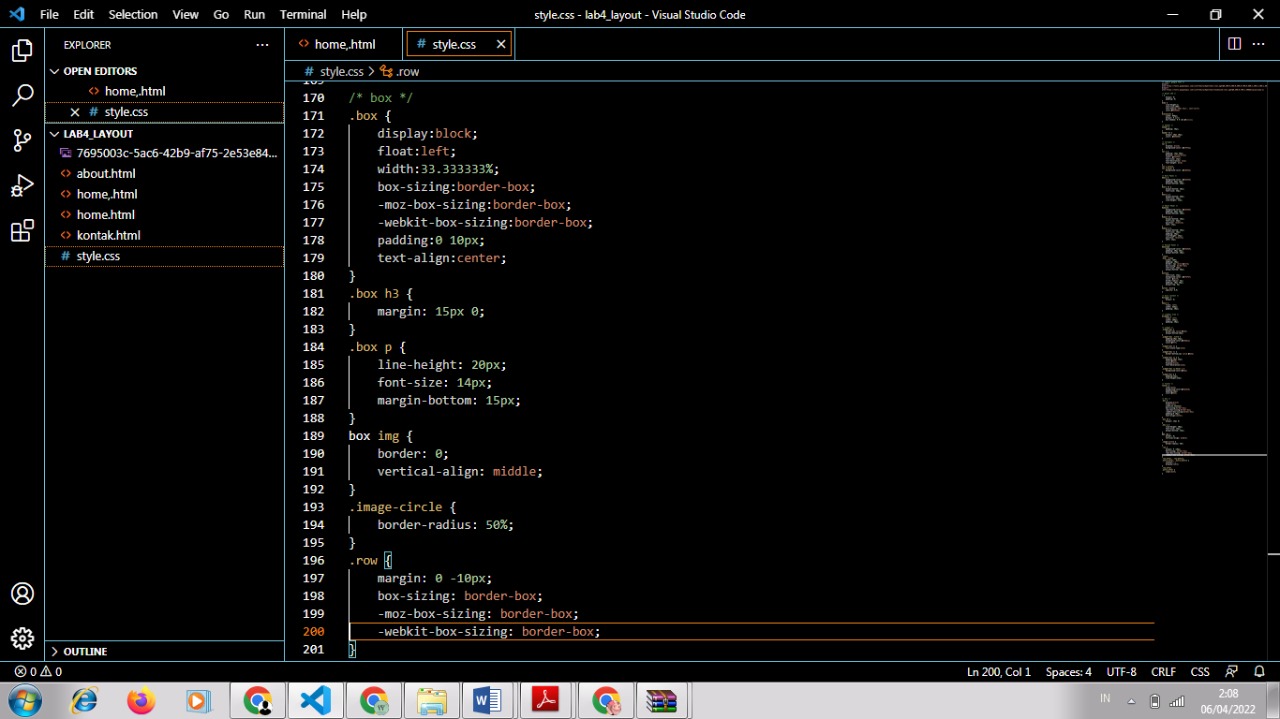 File Edit Selection View Go Run Terminal Help
style.css - lab4_layout - Visual Studio Code
EXPLORER
OPEN EDITORS
home,.html
style.css
LAB4_LAYOUT
7695003c-5ac6-42b9-af75-2e53e84...
about.html
home,.html
home.html
kontak.html
style.css
OUTLINE
home,.html
style.css
style.css > .row
170 /* box */
171 .box {
172 display:block;
173 float:left;
174 width:33.333333%;
175 box-sizing:border-box;
176 -moz-box-sizing:border-box;
177 -webkit-box-sizing:border-box;
178 padding:0 10px;
179 text-align:center;
180 }
181 .box h3 {
182 margin: 15px 0;
183 }
184 .box p {
185 line-height: 20px;
186 font-size: 14px;
187 margin-bottom: 15px;
188 }
189 box img {
190 border: 0;
191 vertical-align: middle;
192 }
193 .image-circle {
194 border-radius: 50%;
195 }
196 .row {
197 margin: 0 -10px;
198 box-sizing: border-box;
199 -moz-box-sizing: border-box;
200 -webkit-box-sizing: border-box;
201 }
0 0
Ln 200, Col 1 Spaces: 4 UTF-8 CRLF CSS
IN
2:08
06/04/2022